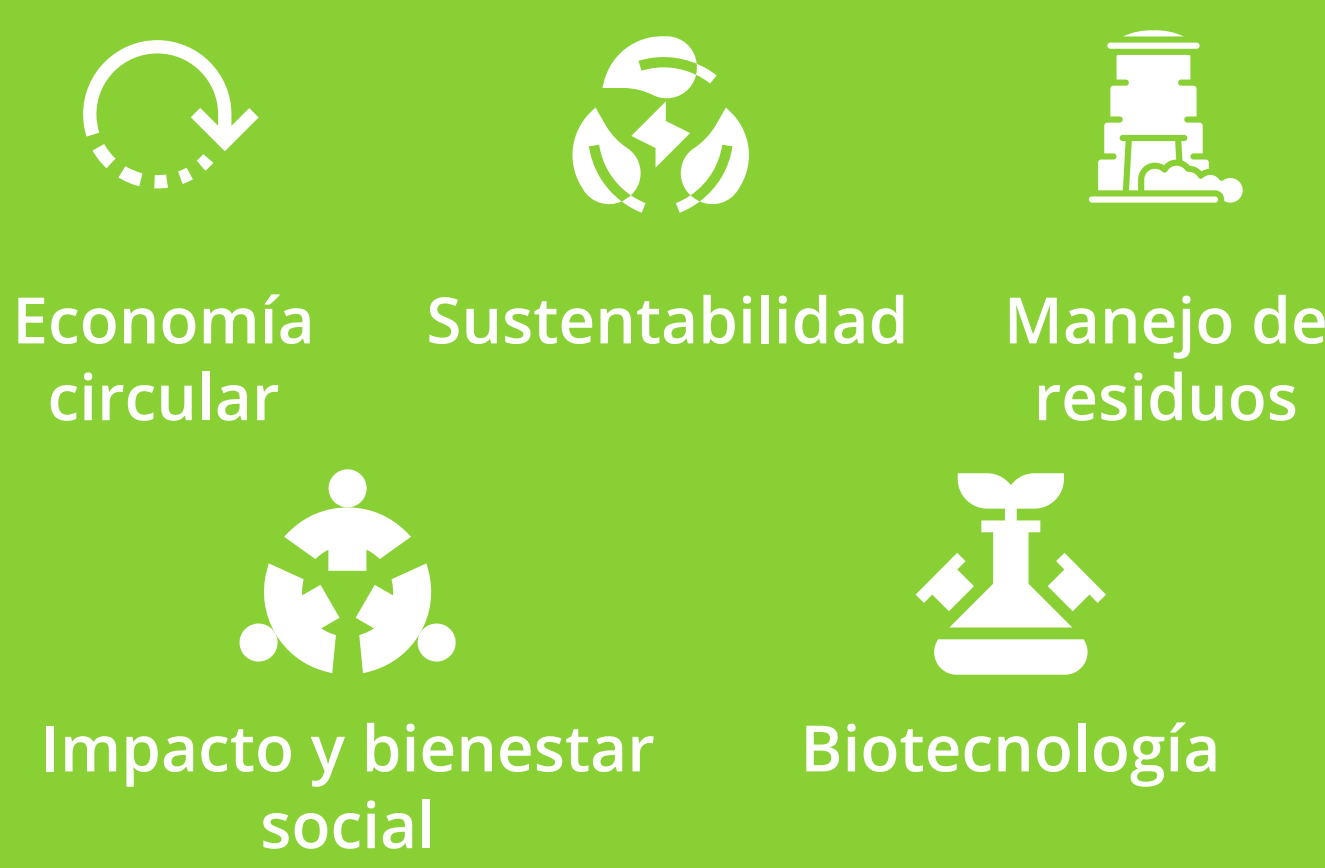 Economía
circular
Sustentabilidad
Manejo de
residuos
Impacto y bienestar
social
Biotecnología